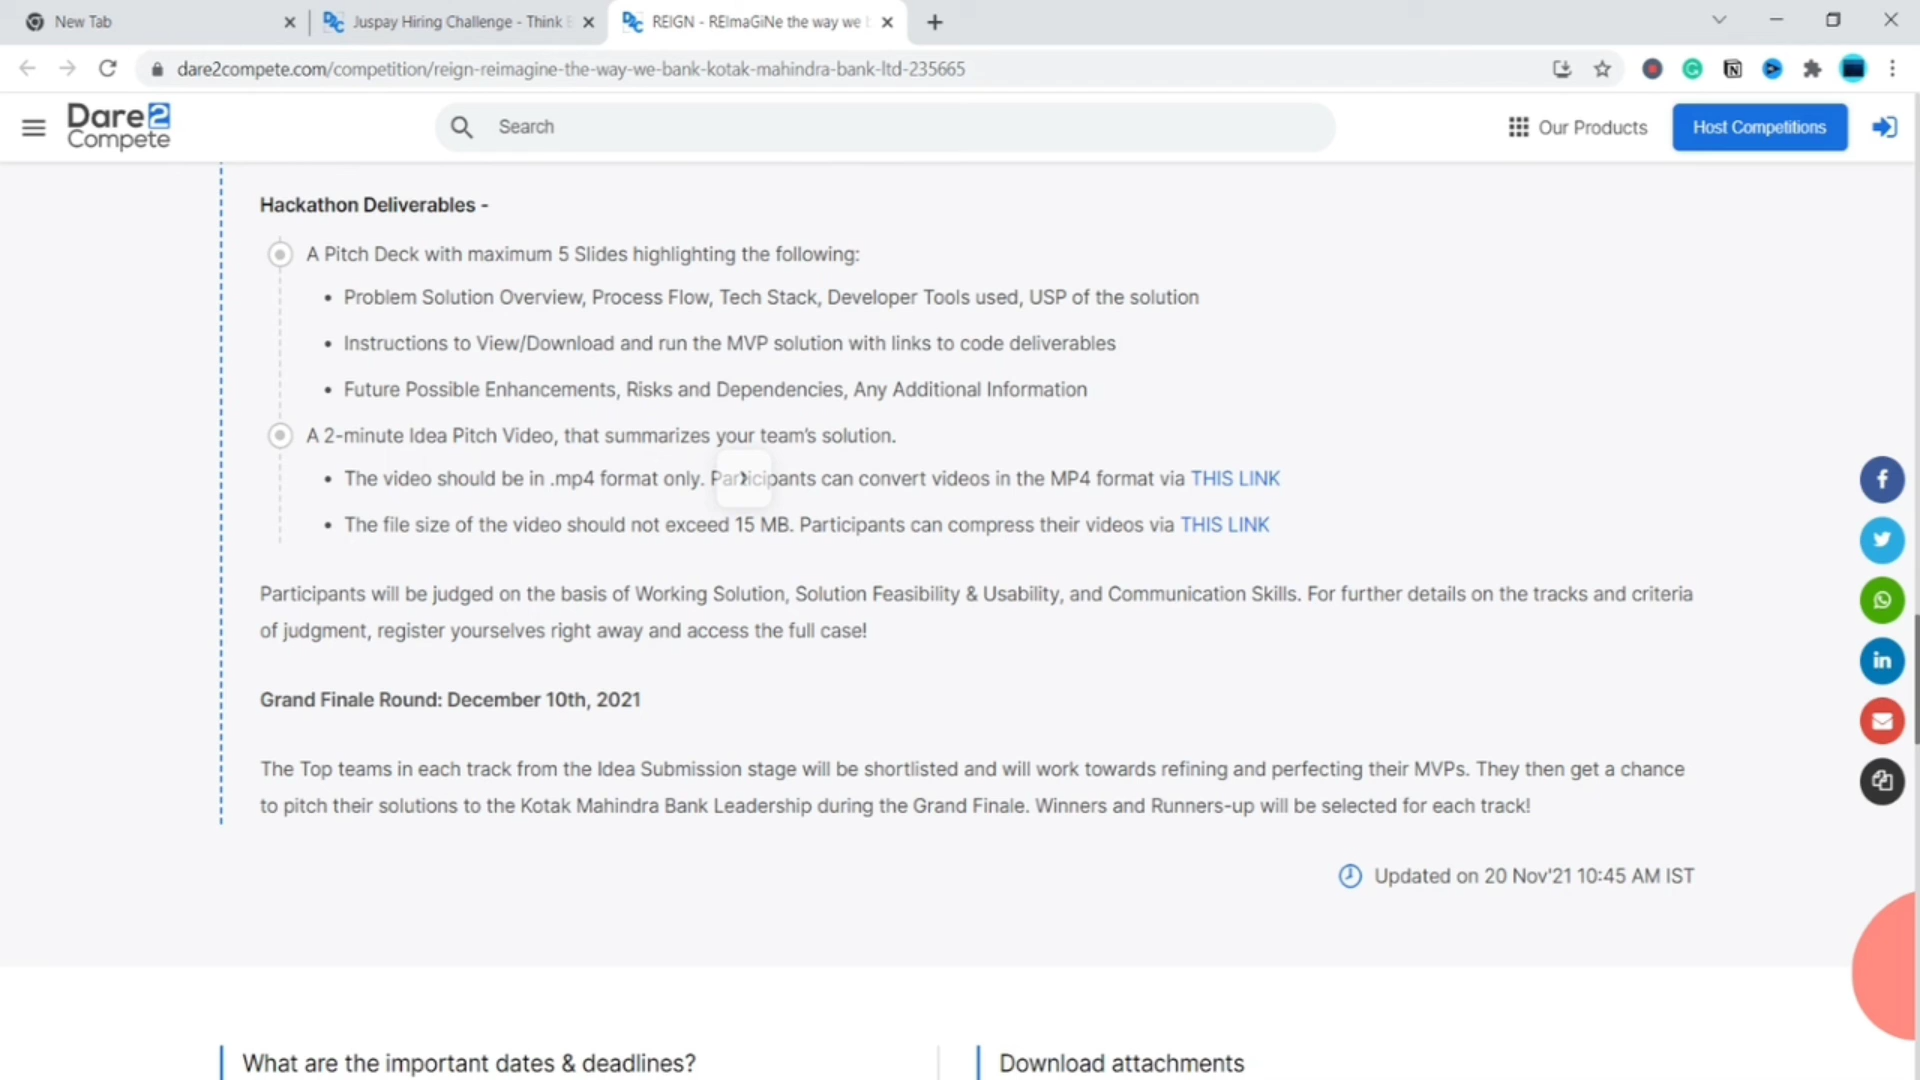 New Tab
Juspay Hiring Challenge - Think
REIGN - REImaGiNe the way we
dare2compete.com/competition/reign-reimagine-the-way-we-bank-kotak-mahindra-bank-ltd-235665
Dare2
Compete
Search
Our Products
Host Competitions
Hackathon Deliverables -
A Pitch Deck with maximum 5 Slides highlighting the following:
• Problem Solution Overview, Process Flow, Tech Stack, Developer Tools used, USP of the solution
• Instructions to View/Download and run the MVP solution with links to code deliverables
• Future Possible Enhancements, Risks and Dependencies, Any Additional Information
A 2-minute Idea Pitch Video, that summarizes your team's solution.
• The video should be in .mp4 format only. Participants can convert videos in the MP4 format via THIS LINK
• The file size of the video should not exceed 15 MB. Participants can compress their videos via THIS LINK
Participants will be judged on the basis of Working Solution, Solution Feasibility & Usability, and Communication Skills. For further details on the tracks and criteria
of judgment, register yourselves right away and access the full case!
Grand Finale Round: December 10th, 2021
The Top teams in each track from the Idea Submission stage will be shortlisted and will work towards refining and perfecting their MVPs. They then get a chance
to pitch their solutions to the Kotak Mahindra Bank Leadership during the Grand Finale. Winners and Runners-up will be selected for each track!
Updated on 20 Nov'21 10:45 AM IST
What are the important dates & deadlines?
Download attachments